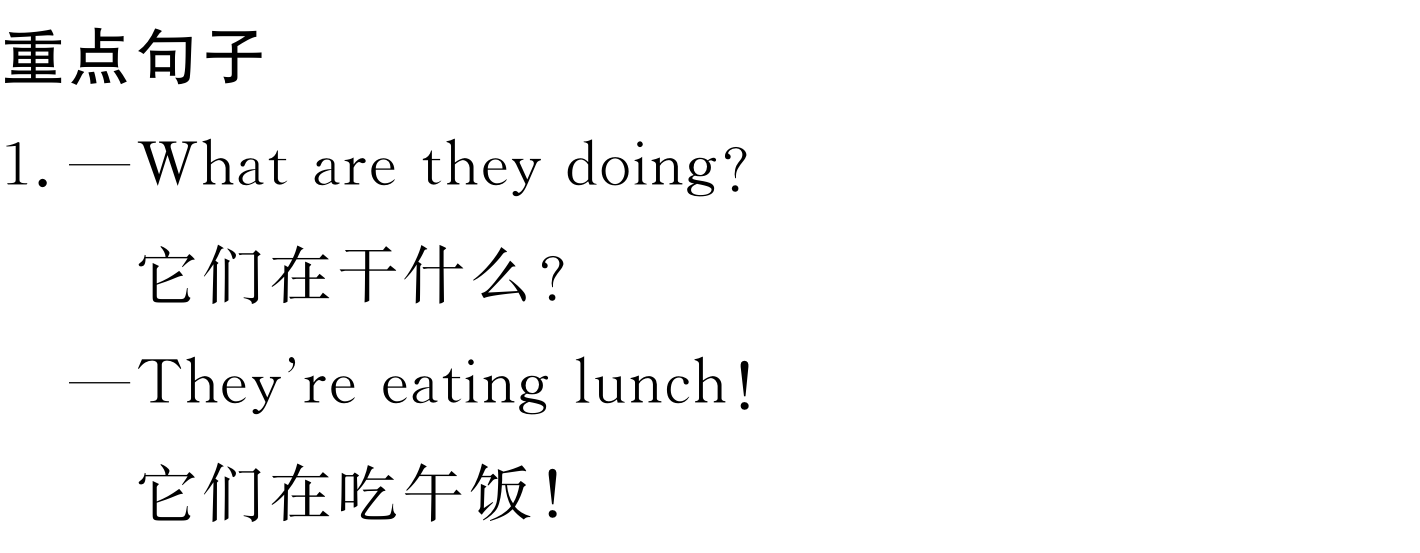 重点句子
1. —What are they doing?
它们在干什么?
—They’re eating lunch!
它们在吃午饭!